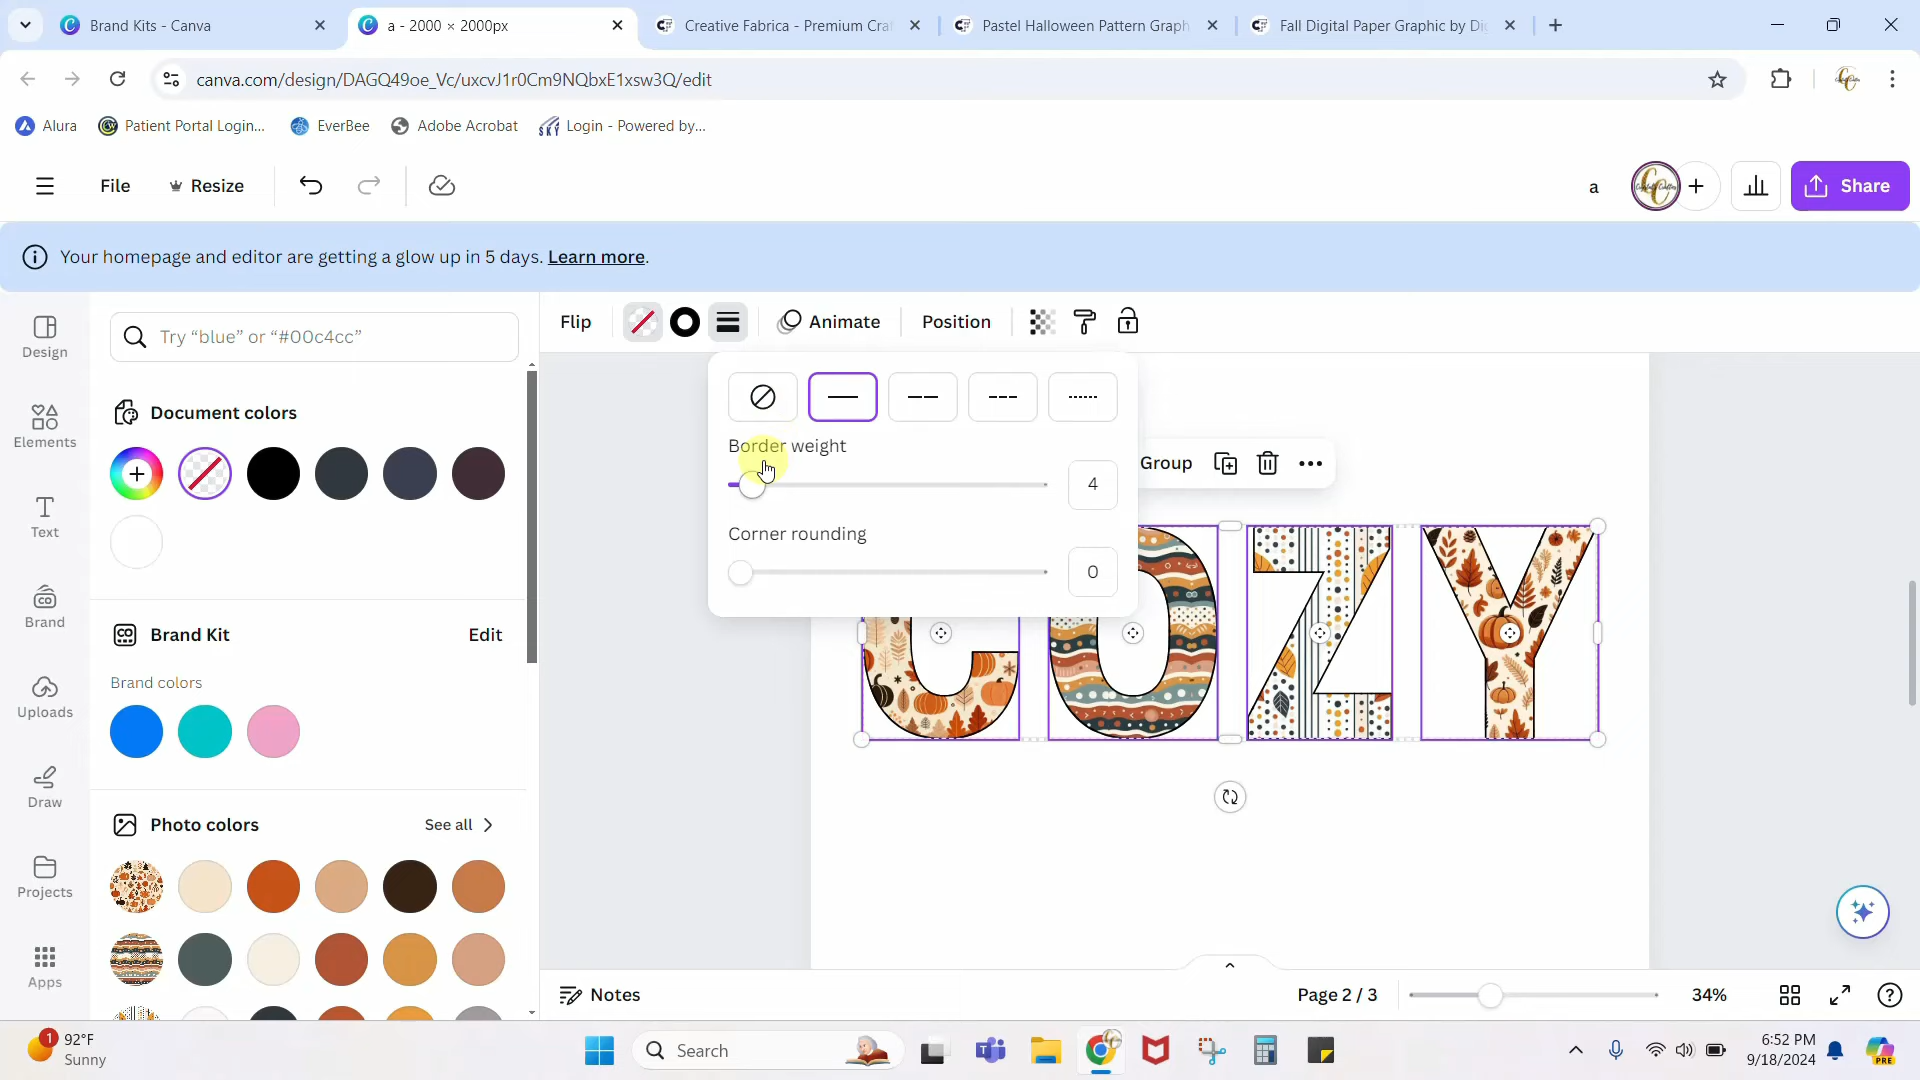 Brand Kits - Canva
a - 2000 × 2000px
Creative Fabrica - Premium Cra
Pastel Halloween Pattern Graph
Fall Digital Paper Graphic by Di
canva.com/design/DAGQ49oe_Vc/uxcvJ1r0Cm9NQbxE1xsw3Q/edit
Alura
Patient Portal Login...
EverBee
Adobe Acrobat
Login - Powered by...
File
Resize
a
Share
Your homepage and editor are getting a glow up in 5 days. Learn more.
Design
Elements
Text
Brand
Uploads
Draw
Projects
Apps
Try “blue” or “#00c4cc”
Document colors
Brand Kit
Edit
Brand colors
Photo colors
See all
Flip
Animate
Position
Border weight
4
Corner rounding
0
Group
COZY
Notes
Page 2 / 3
34%
1
92°F
Sunny
Search
6:52 PM
9/18/2024
PRE